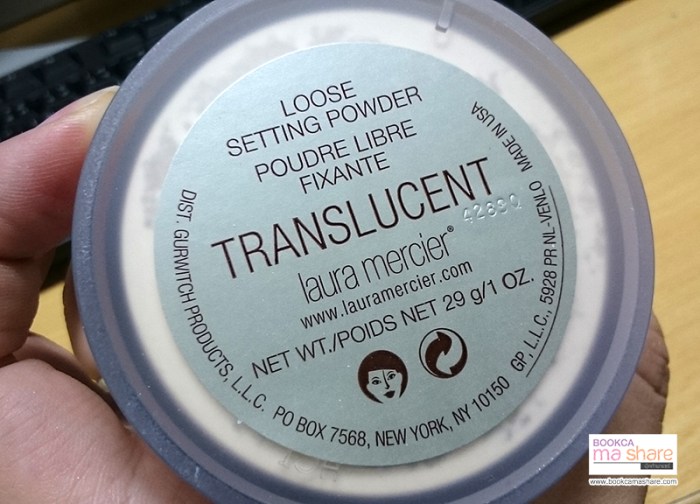 LOOSE
SETTING POWDER
POUDRE LIBRE
FIXANTE
TRANSLUCENT
laura mercier®
www.lauramercier.com
NET WT./POIDS NET 29 g/1 OZ.
DIST. GURWITCH PRODUCTS, L.L.C. PO BOX 7568, NEW YORK, NY 10150 GP, L.L.C., 5928 PR NL-VENLO MADE IN USA
BOOKCA
ma share
www.bookcamashare.com